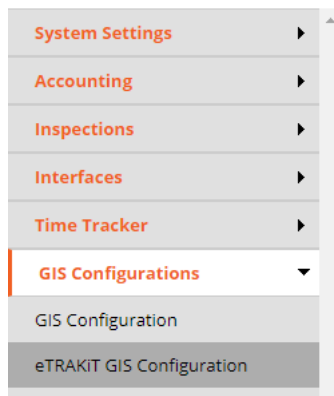 System Settings
Accounting
Inspections
Interfaces
Time Tracker
GIS Configurations
GIS Configuration
eTRAKiT GIS Configuration